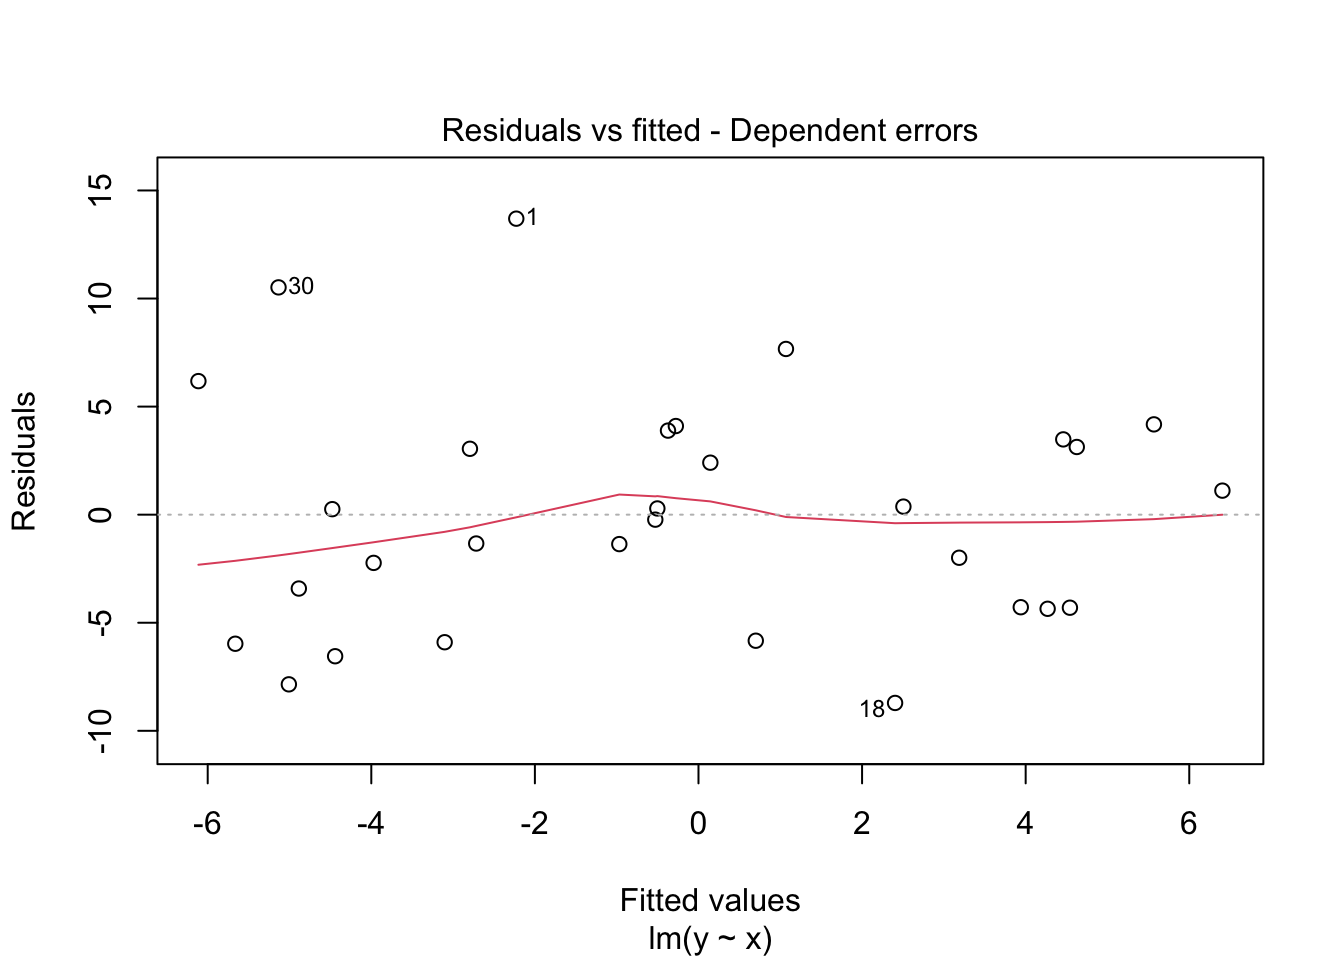 Residuals vs fitted - Dependent errors
Residuals
15
10
5
0
-5
-10
1
30
18
-6 -4 -2 0 2 4 6
Fitted values
lm(y ~ x)